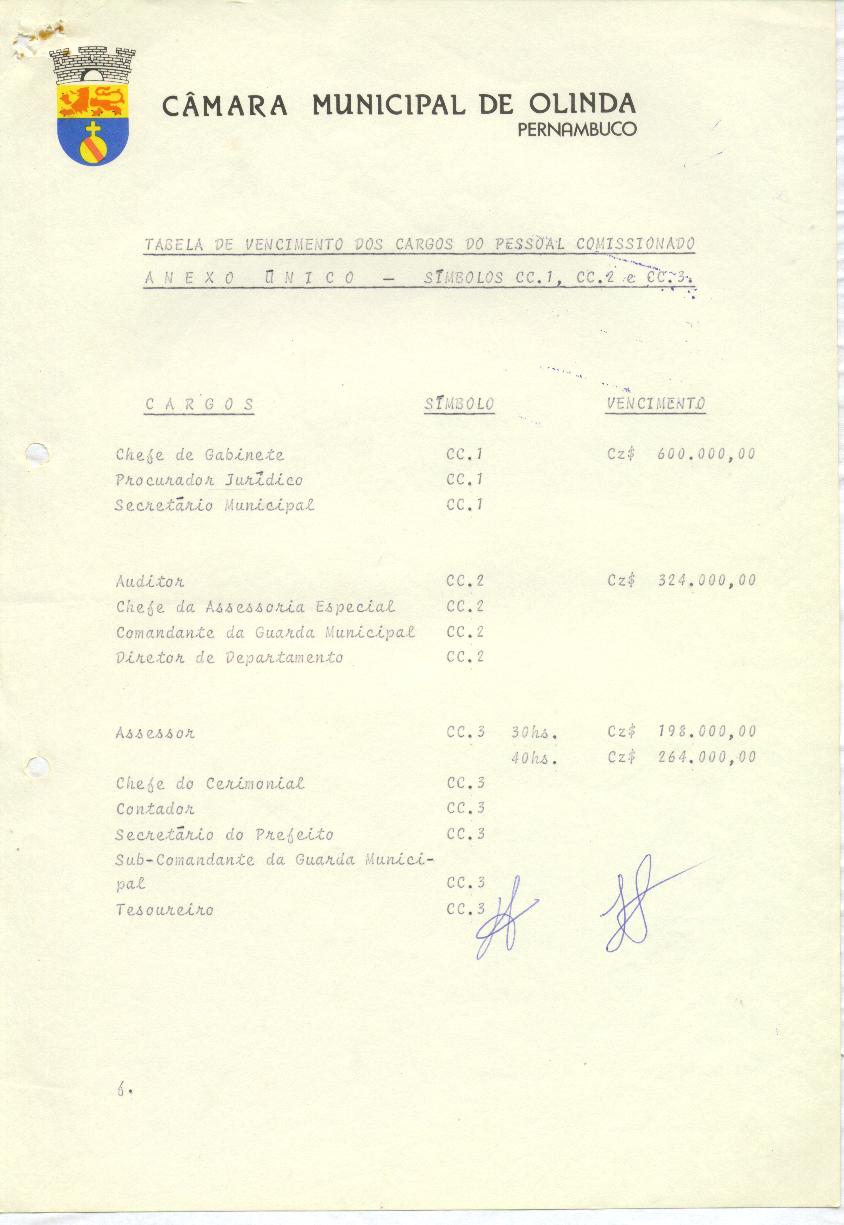 CÂMARA MUNICIPAL DE OLINDA
PERNAMBUCO
TABELA DE VENCIMENTO DOS CARGOS DO PESSOAL COMISSIONADO
A N E X O Ú N I C O - SÍMBOLOS CC.1, CC.2 e CC.3.
C A R G O S SÍMBOLO VENCIMENTO
Chefe de Gabinete CC.1 Cz$ 600.000,00
Procurador Jurídico CC.1
Secretário Municipal CC.1
Auditor CC.2 Cz$ 324.000,00
Chefe da Assessoria Especial CC.2
Comandante da Guarda Municipal CC.2
Diretor de Departamento CC.2
Assessor CC.3 30hs. Cz$ 198.000,00
40hs. Cz$ 264.000,00
Chefe do Cerimonial CC.3
Contador CC.3
Secretário do Prefeito CC.3
Sub-Comandante da Guarda Munici-
pal CC.3
Tesoureiro CC.3